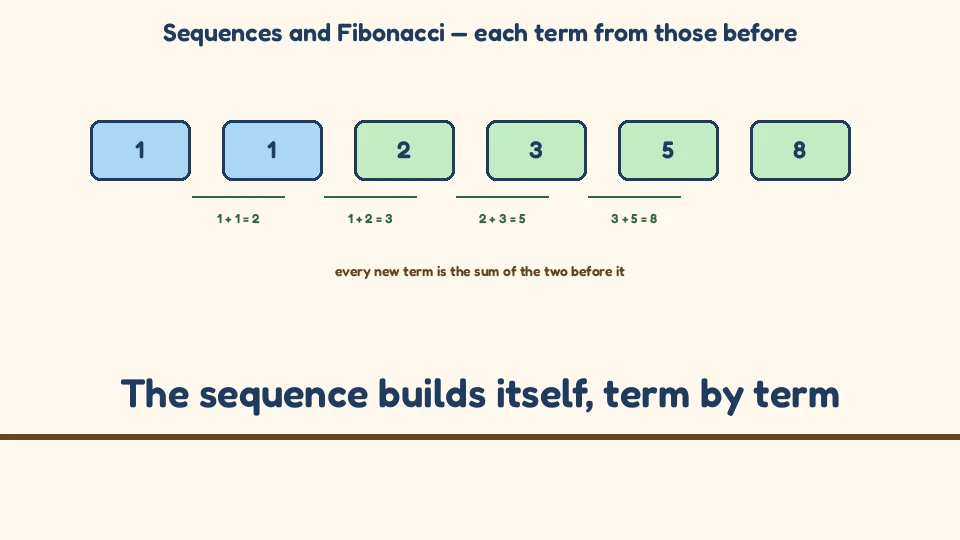 Sequences and Fibonacci — each term from those before
1 1 2 3 5 8
1 + 1 = 2 1 + 2 = 3 2 + 3 = 5 3 + 5 = 8
every new term is the sum of the two before it
The sequence builds itself, term by term